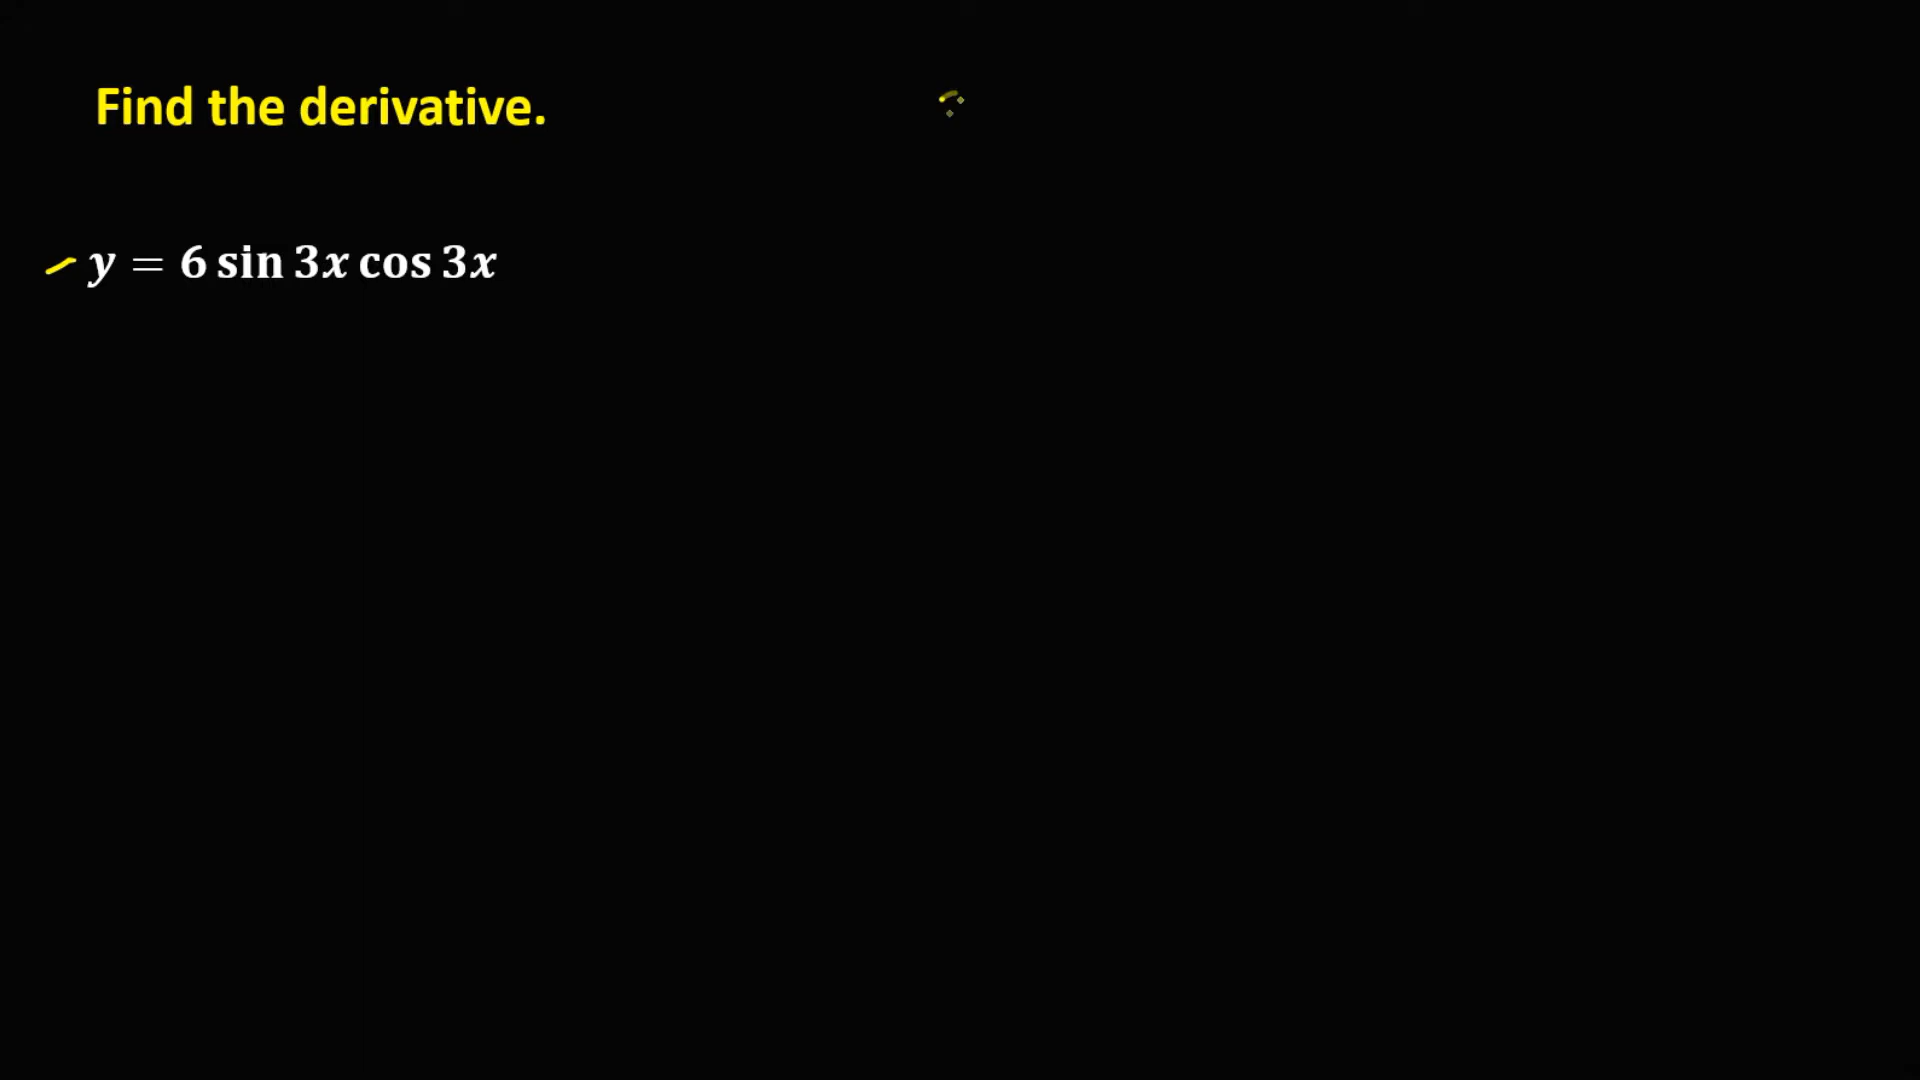 Find the derivative.
y = 6 sin 3x cos 3x